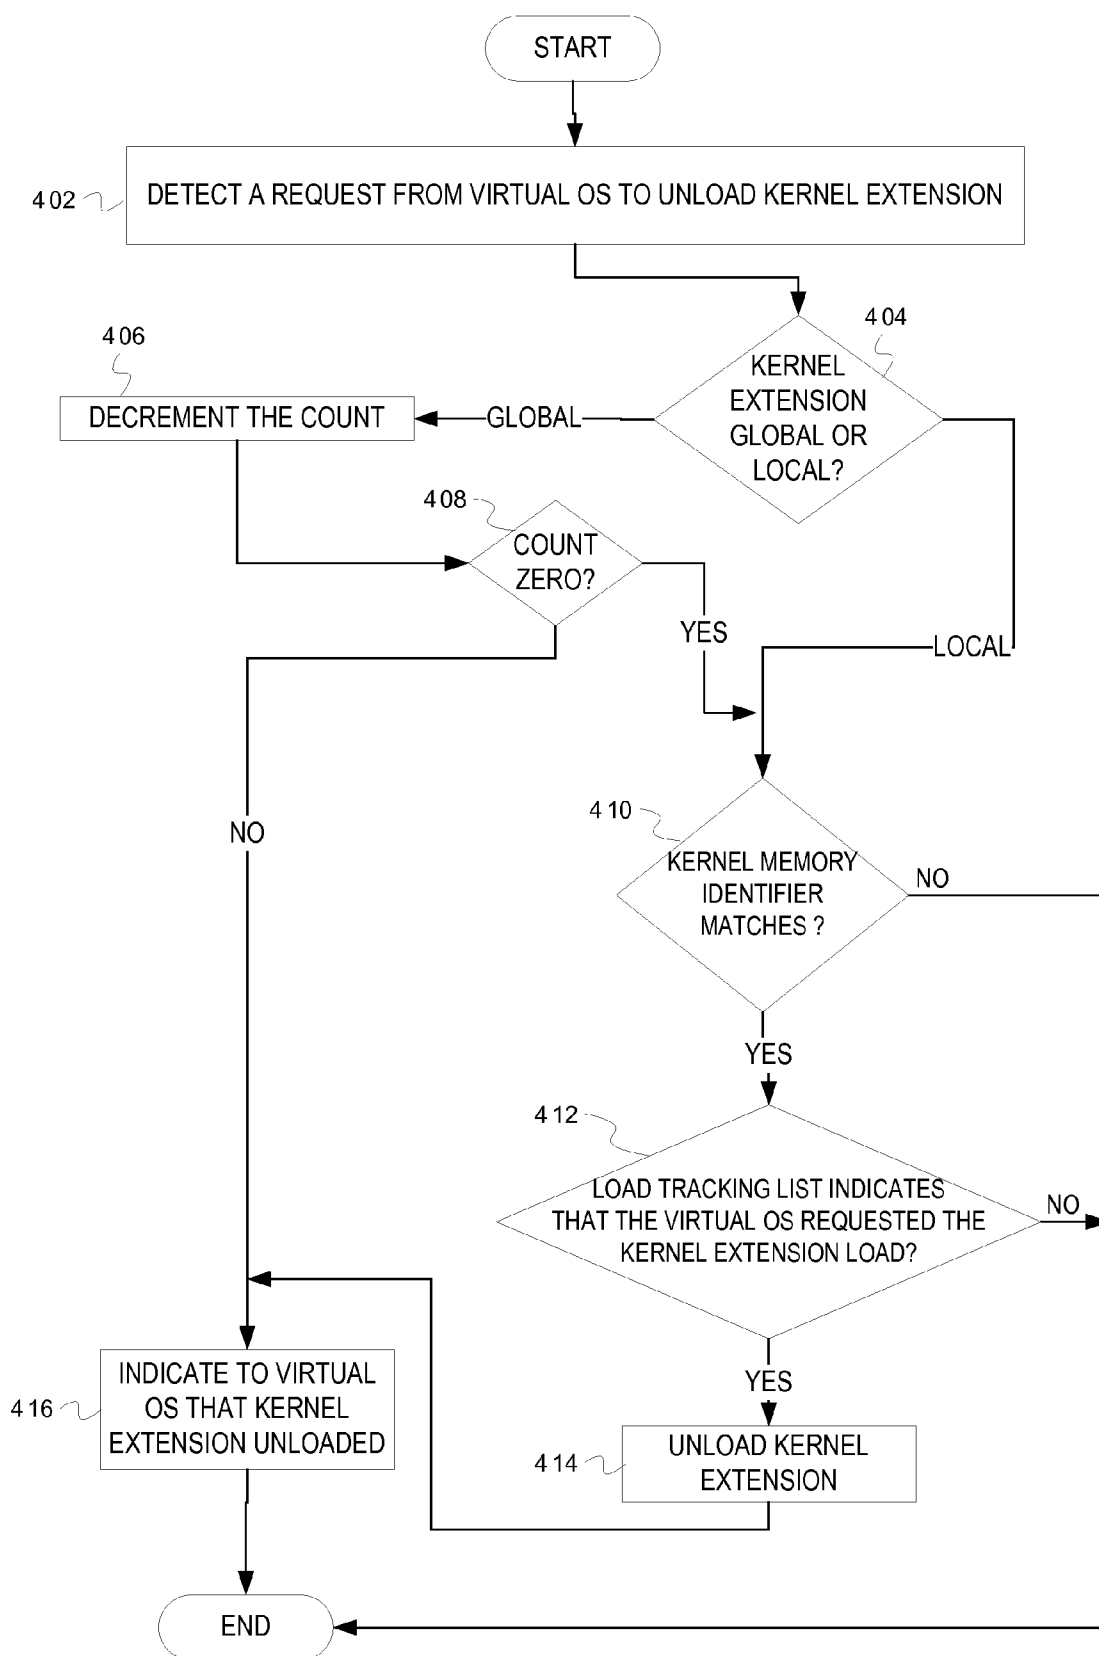 START
402
DETECT A REQUEST FROM VIRTUAL OS TO UNLOAD KERNEL EXTENSION
404
KERNEL
EXTENSION
GLOBAL OR
LOCAL?
GLOBAL
406
DECREMENT THE COUNT
408
COUNT
ZERO?
YES
LOCAL
NO
410
KERNEL MEMORY
IDENTIFIER
MATCHES ?
NO
YES
412
LOAD TRACKING LIST INDICATES
THAT THE VIRTUAL OS REQUESTED THE
KERNEL EXTENSION LOAD?
NO
YES
414
UNLOAD KERNEL
EXTENSION
416
INDICATE TO VIRTUAL
OS THAT KERNEL
EXTENSION UNLOADED
END